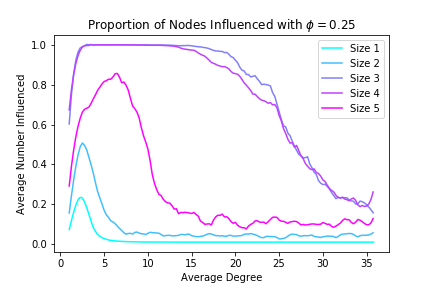 Proportion of Nodes Influenced with ϕ = 0.25
Average Number Influenced
1.0
0.8
0.6
0.4
0.2
0.0
Size 1
Size 2
Size 3
Size 4
Size 5
0 5 10 15 20 25 30 35
Average Degree